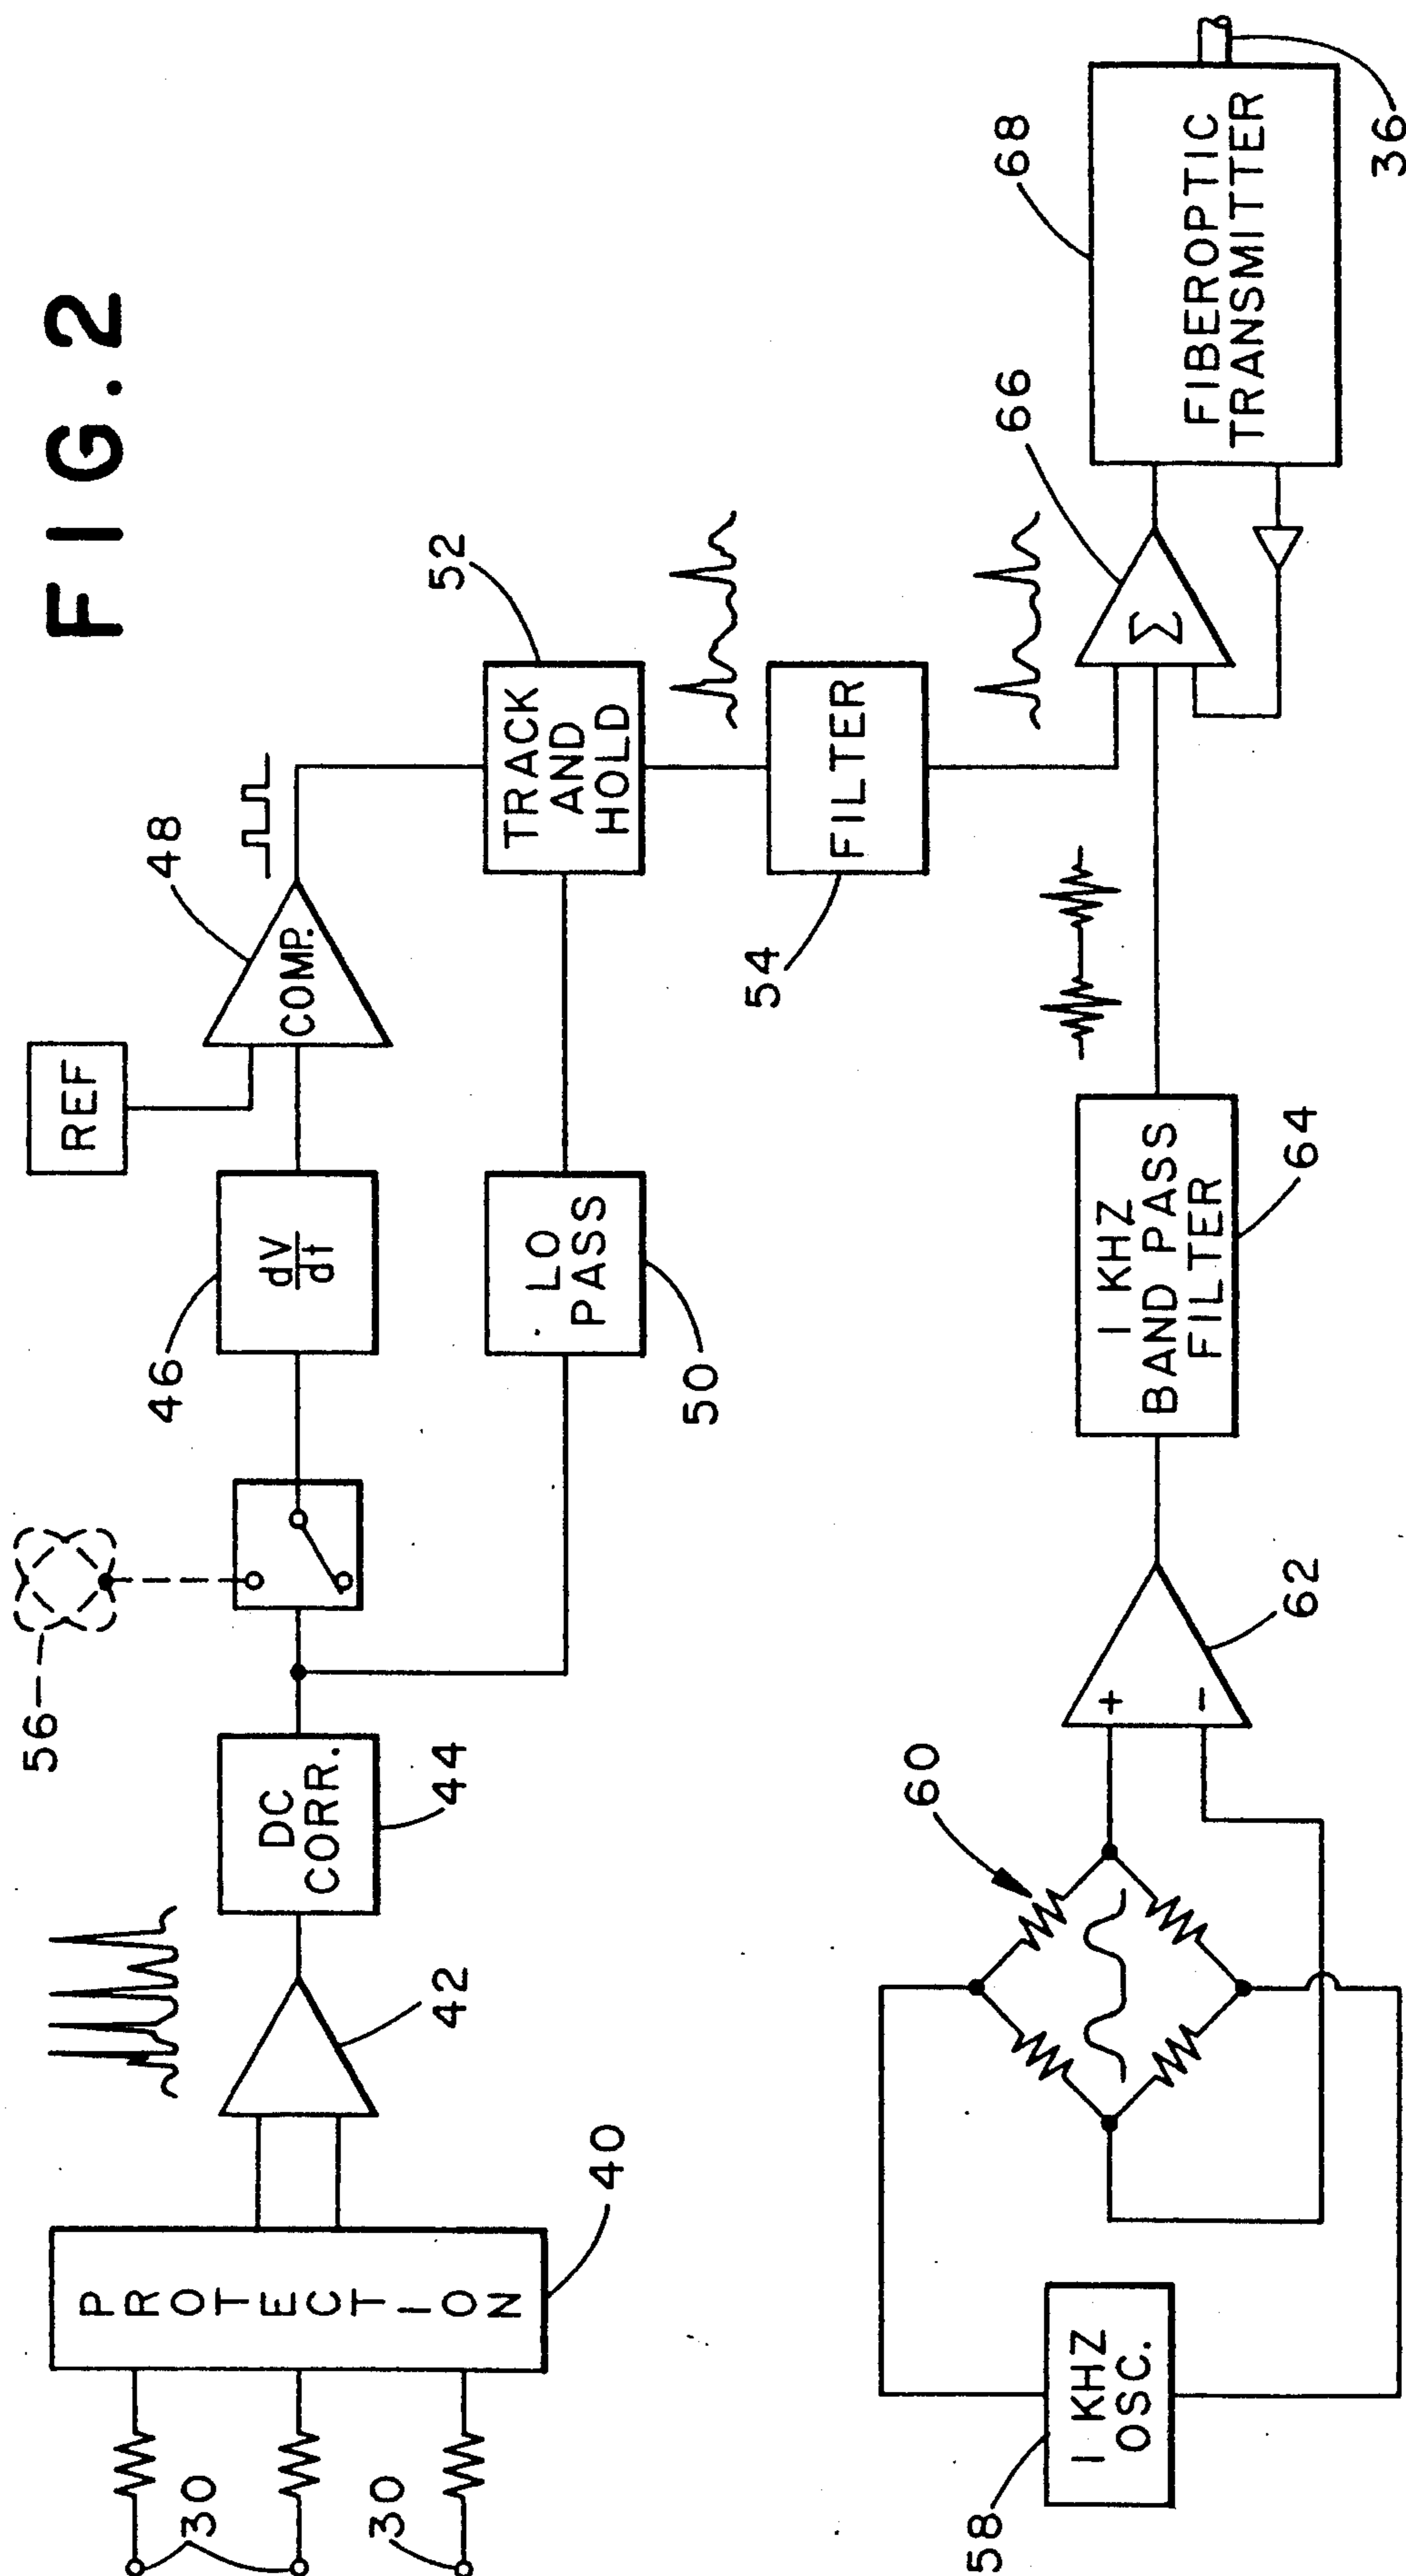 FIG.2
30
30
PROTECTION
40
42
DC
CORR.
44
56
dV
dt
46
REF
COMP.
48
LO
PASS
50
TRACK
AND
HOLD
52
FILTER
54
1 KHZ
OSC.
58
60
+
-
62
1 KHZ
BAND PASS
FILTER
64
Σ
66
FIBEROPTIC
TRANSMITTER
68
36